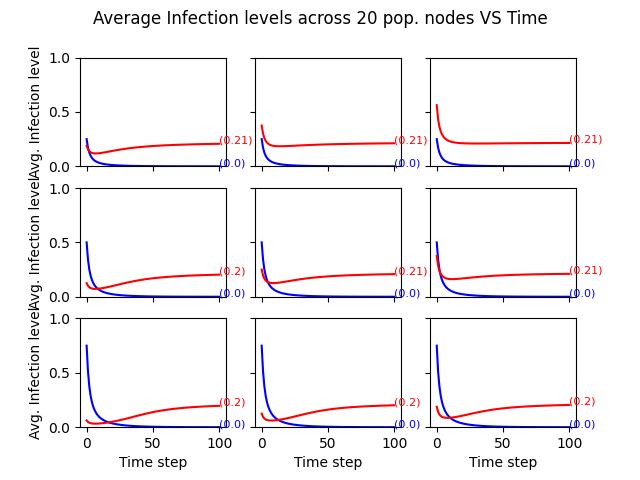 Average Infection levels across 20 pop. nodes VS Time
Avg. Infection level
1.0
0.5
0.0
(0.21)
(0.0)
(0.21)
(0.0)
(0.21)
(0.0)
Avg. Infection level
1.0
0.5
0.0
(0.2)
(0.0)
(0.21)
(0.0)
(0.21)
(0.0)
Avg. Infection level
1.0
0.5
0.0
(0.2)
(0.0)
(0.2)
(0.0)
(0.2)
(0.0)
0 50 100
0 50 100
0 50 100
Time step
Time step
Time step